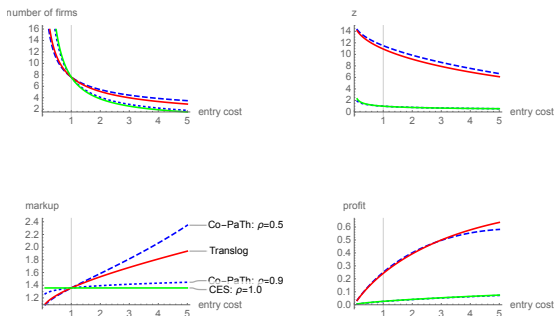 number of firms
16
14
12
10
8
6
4
2
1 2 3 4 5
entry cost
z
14
12
10
8
6
4
2
0
1 2 3 4 5
entry cost
markup
2.4
2.2
2.0
1.8
1.6
1.4
1.2
1 2 3 4 5
entry cost
Co-PaTh: ρ=0.5
Translog
Co-PaTh: ρ=0.9
CES: ρ=1.0
profit
0.6
0.5
0.4
0.3
0.2
0.1
0.0
1 2 3 4 5
entry cost